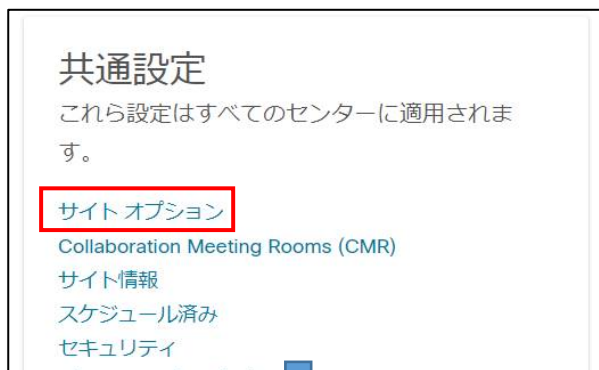 共通設定
これら設定はすべてのセンターに適用されま
す。
サイト オプション
Collaboration Meeting Rooms (CMR)
サイト情報
スケジュール済み
セキュリティ